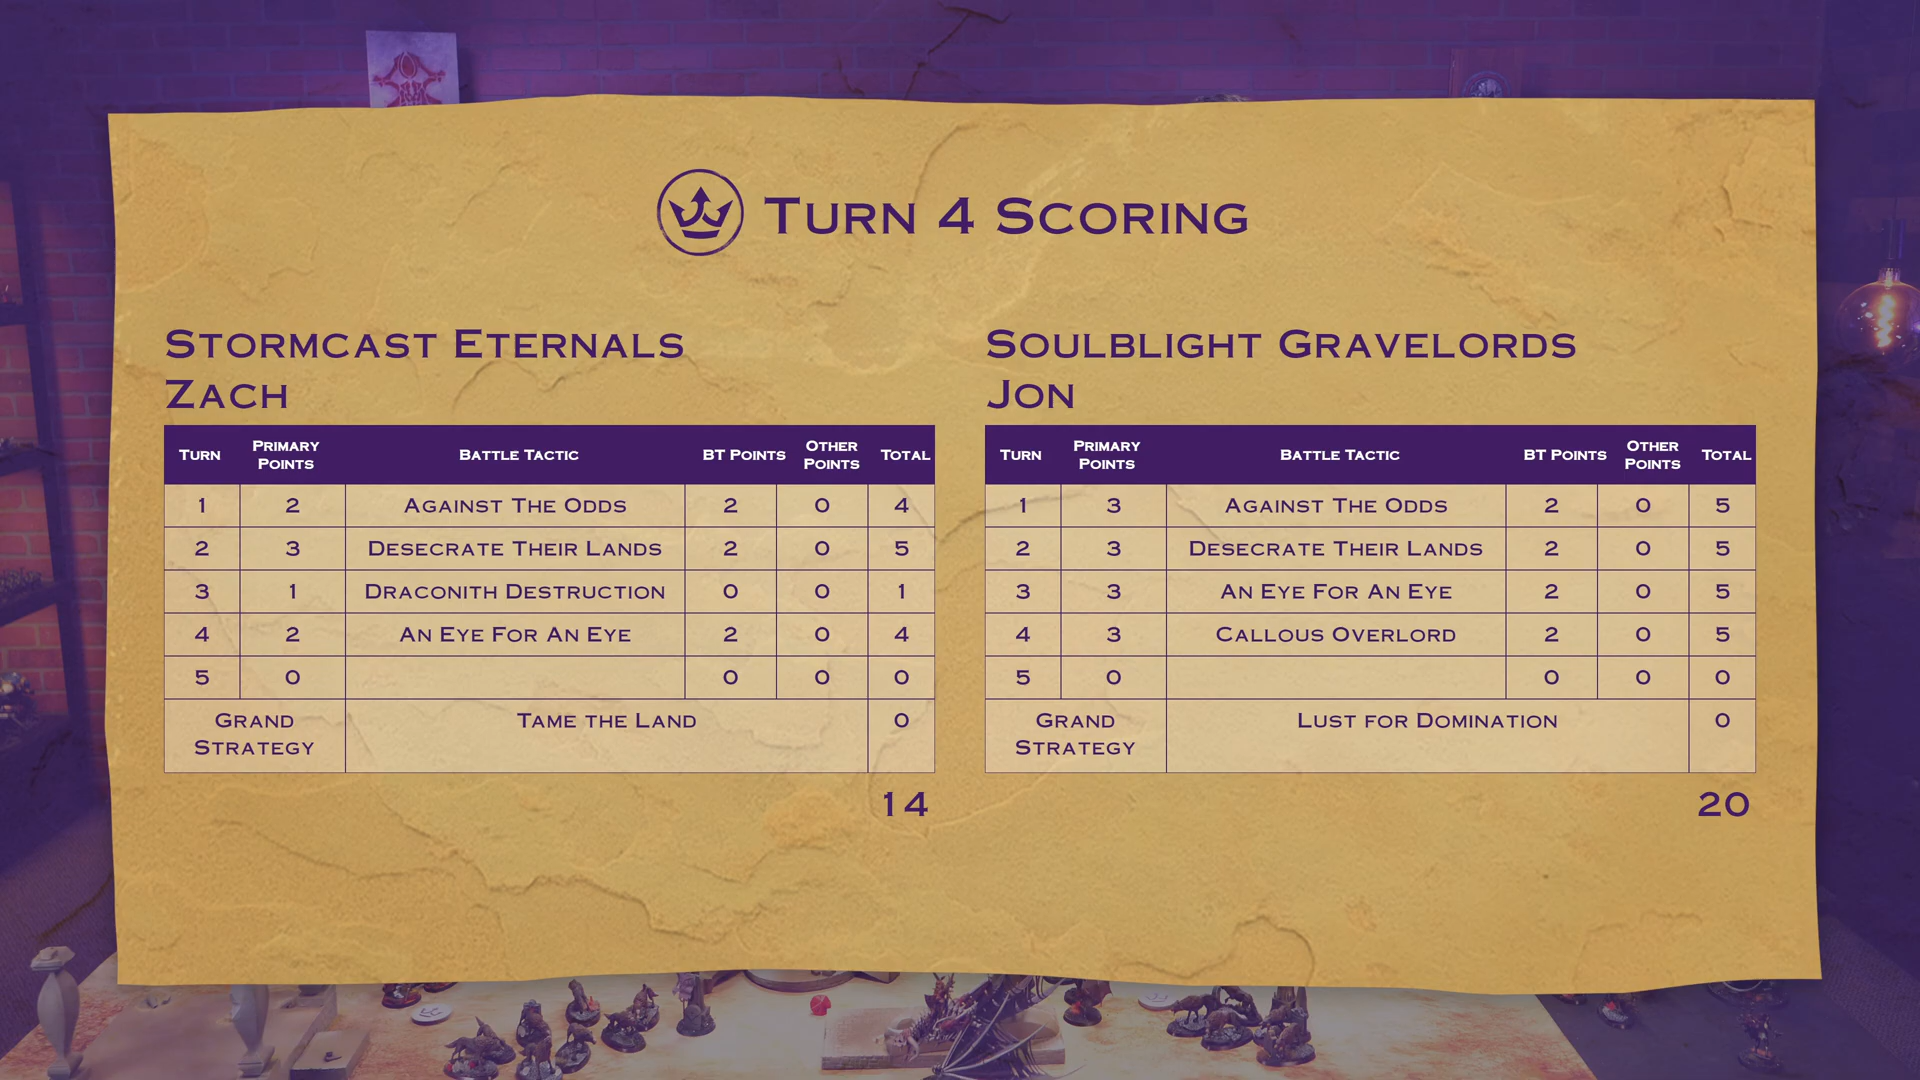 Turn 4 Scoring
Stormcast Eternals
Zach
Turn Primary Points Battle Tactic BT Points Other Points Total
1 2 Against The Odds 2 0 4
2 3 Desecrate Their Lands 2 0 5
3 1 Draconith Destruction 0 0 1
4 2 An Eye For An Eye 2 0 4
5 0 0 0 0
Grand Strategy Tame the Land 0
14
Soulblight Gravelords
Jon
Turn Primary Points Battle Tactic BT Points Other Points Total
1 3 Against The Odds 2 0 5
2 3 Desecrate Their Lands 2 0 5
3 3 An Eye For An Eye 2 0 5
4 3 Callous Overlord 2 0 5
5 0 0 0 0
Grand Strategy Lust for Domination 0
20